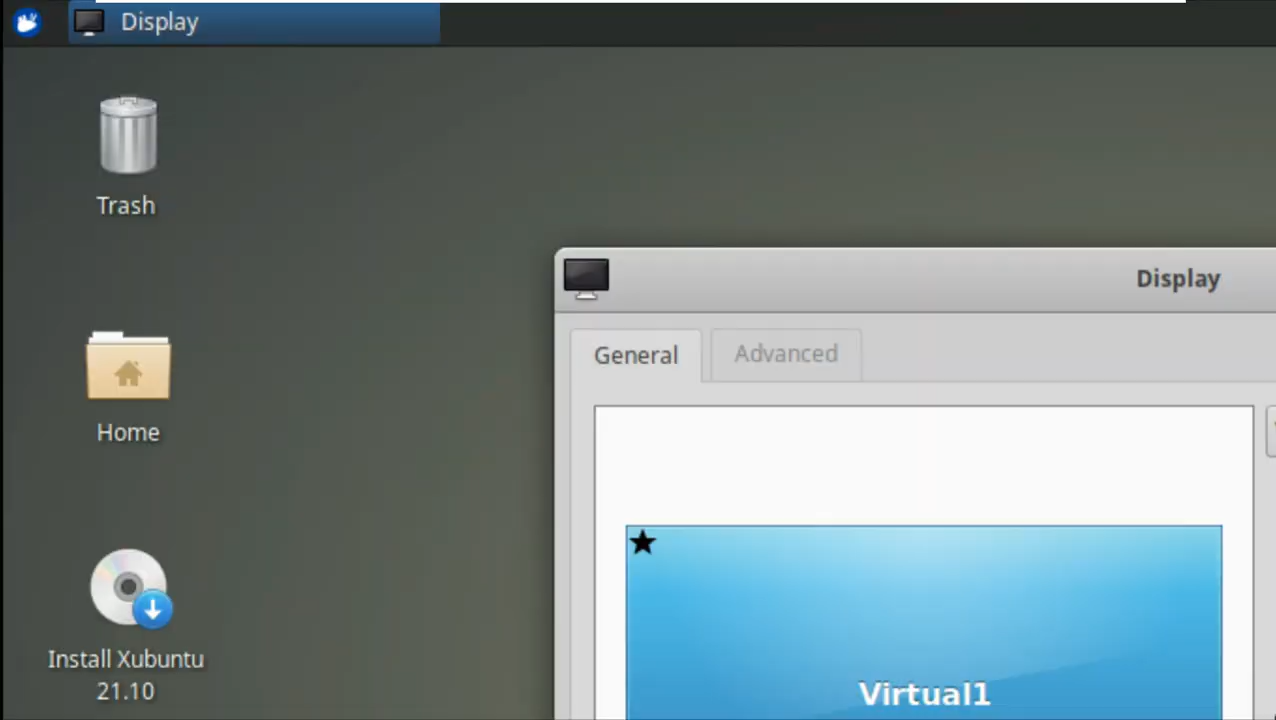 Display
Trash
Home
Install Xubuntu
21.10
Display
General
Advanced
Virtual1